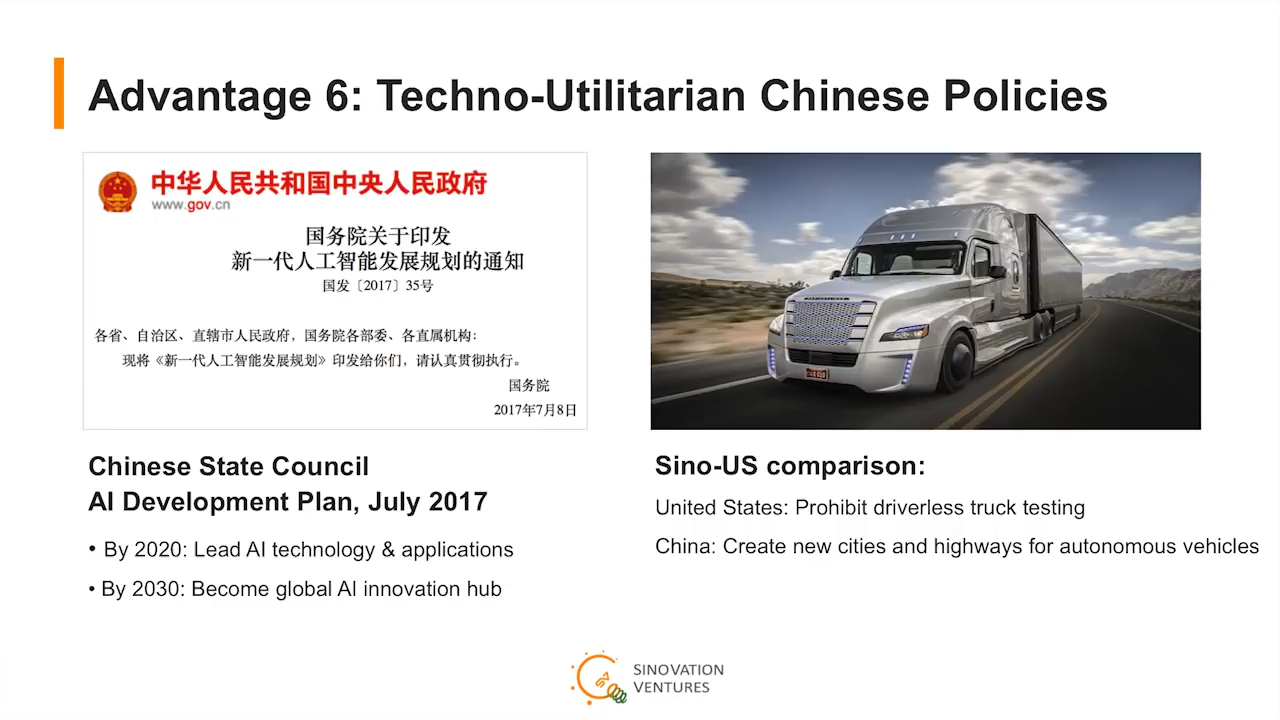 Advantage 6: Techno-Utilitarian Chinese Policies
中华人民共和国中央人民政府
www.gov.cn
国务院关于印发
新一代人工智能发展规划的通知
国发〔2017〕35号
各省、自治区、直辖市人民政府，国务院各部委、各直属机构：
现将《新一代人工智能发展规划》印发给你们，请认真贯彻执行。
国务院
2017年7月8日
Chinese State Council
AI Development Plan, July 2017
• By 2020: Lead AI technology & applications
• By 2030: Become global AI innovation hub
Sino-US comparison:
United States: Prohibit driverless truck testing
China: Create new cities and highways for autonomous vehicles
SINOVATION
VENTURES